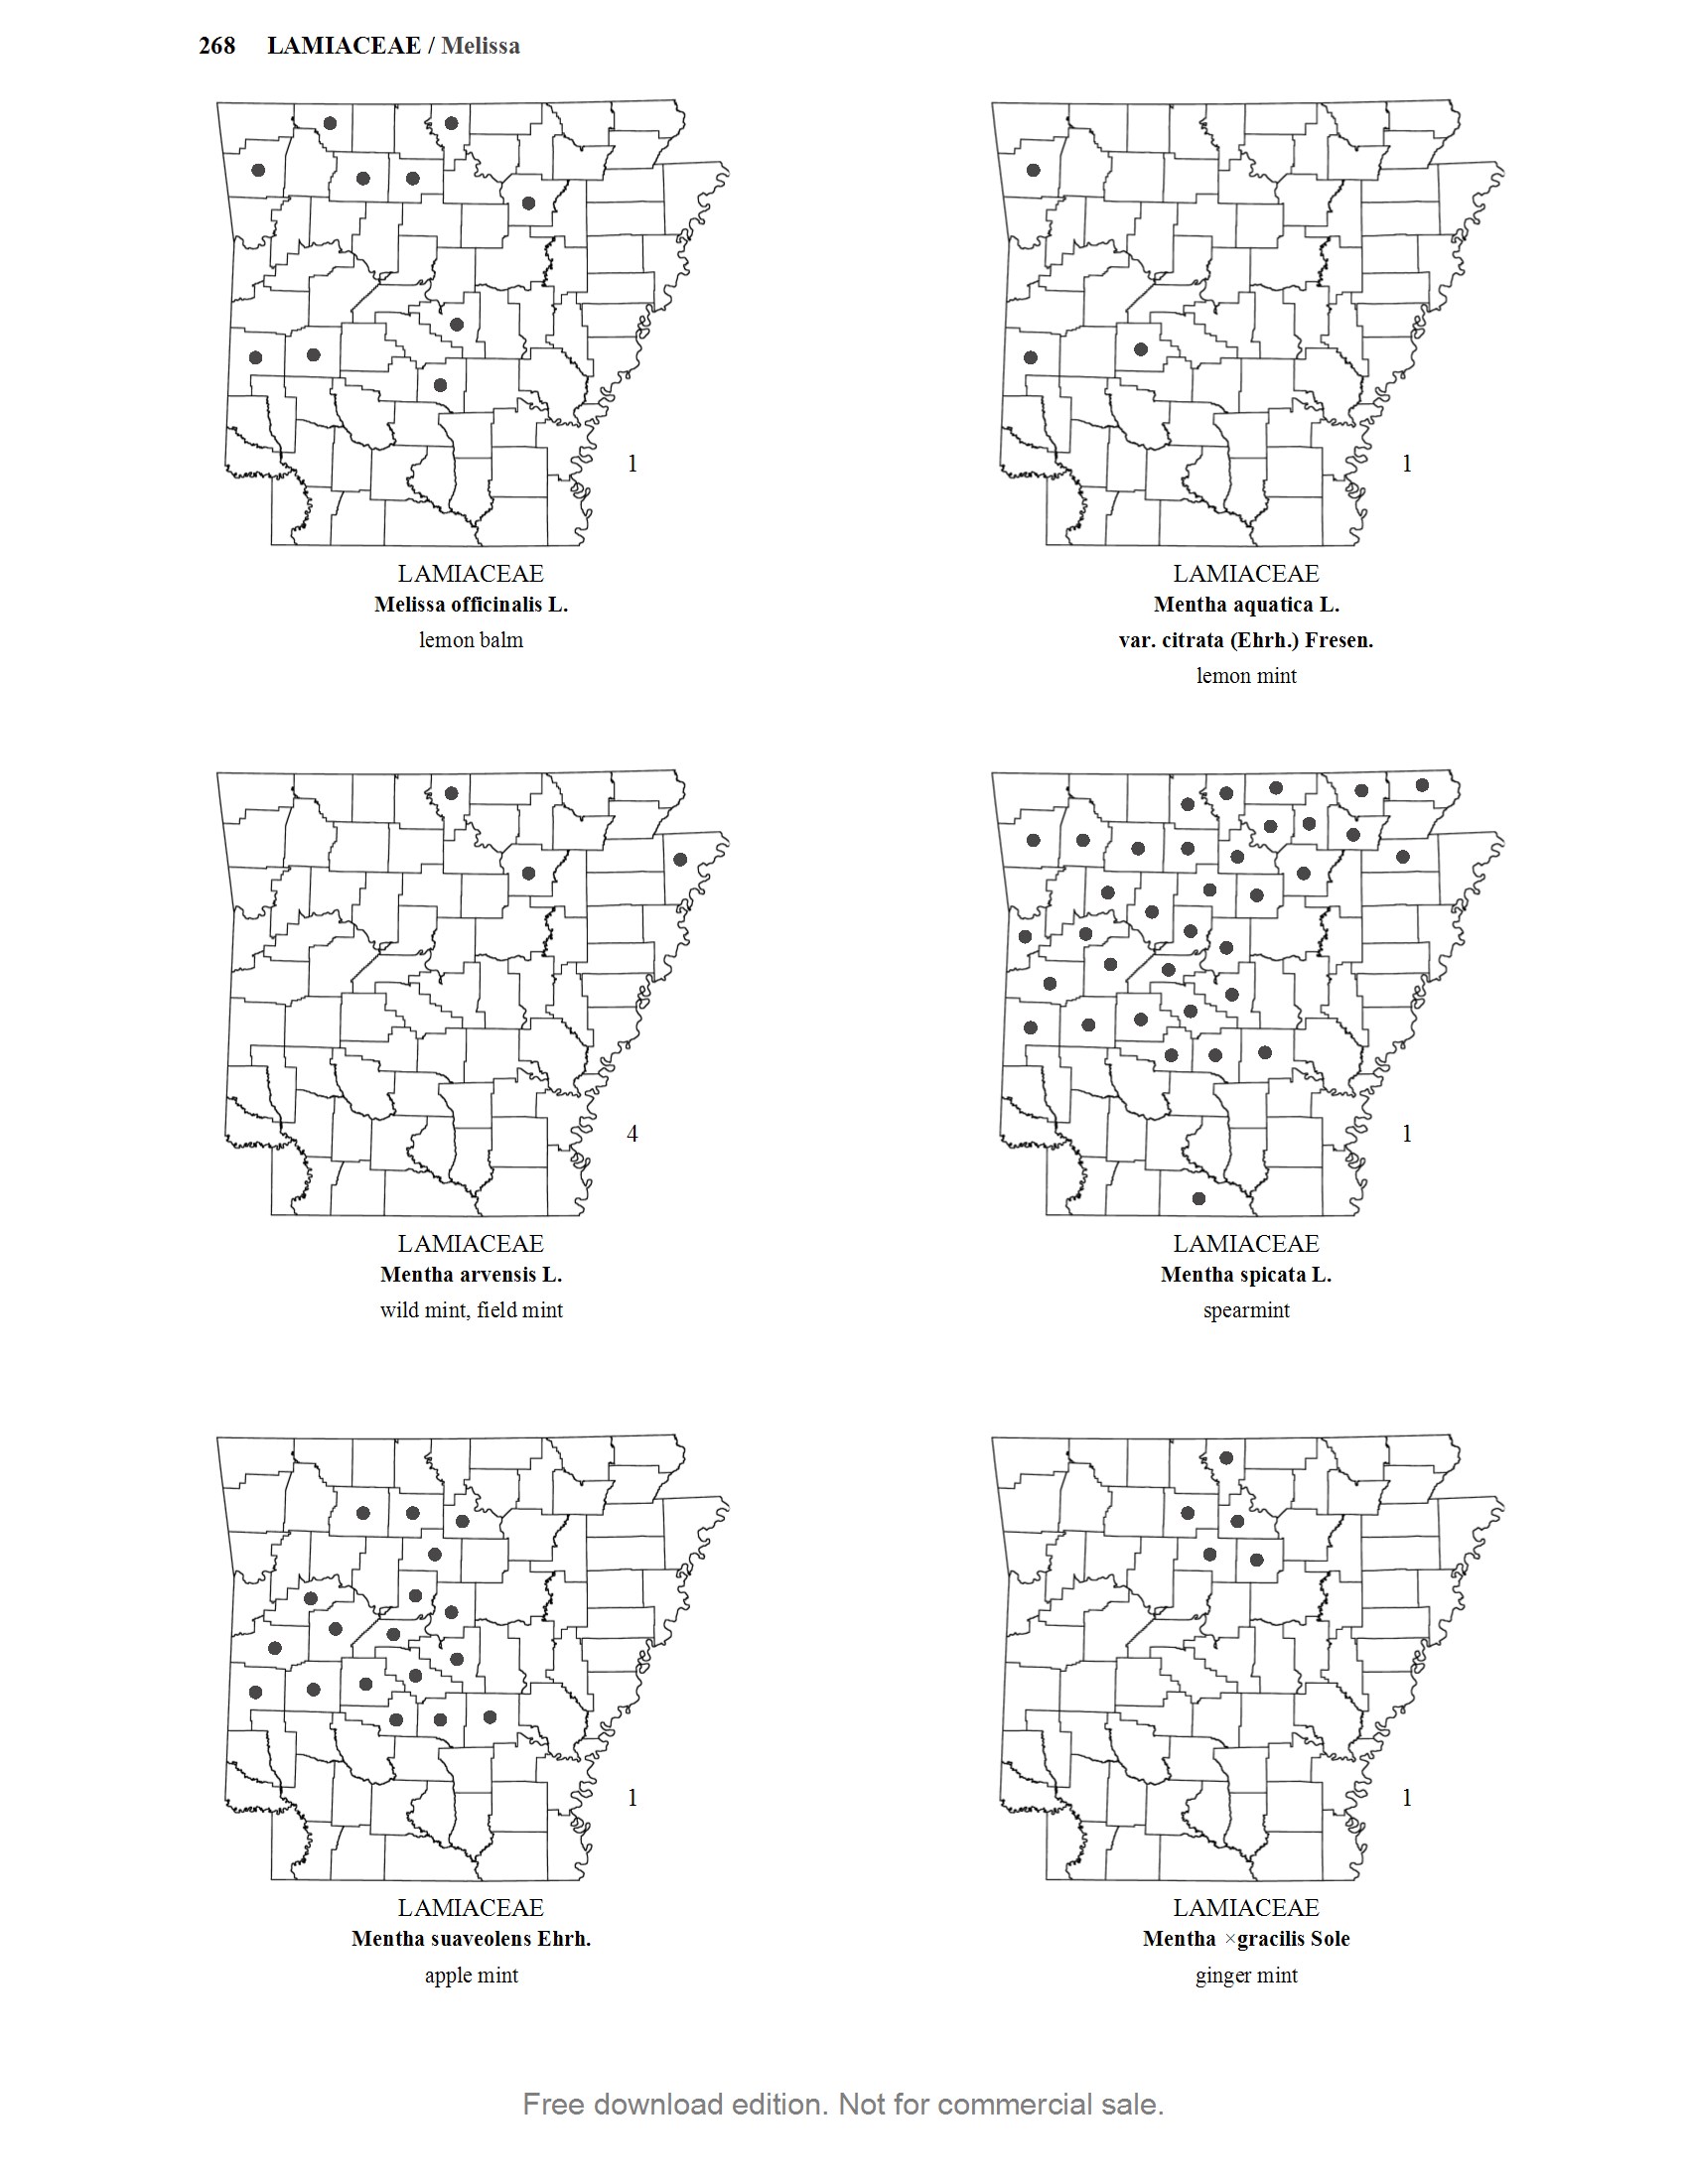 268 LAMIACEAE / Melissa
1
LAMIACEAE
Melissa officinalis L.
lemon balm
1
LAMIACEAE
Mentha aquatica L.
var. citrata (Ehrh.) Fresen.
lemon mint
4
LAMIACEAE
Mentha arvensis L.
wild mint, field mint
1
LAMIACEAE
Mentha spicata L.
spearmint
1
LAMIACEAE
Mentha suaveolens Ehrh.
apple mint
1
LAMIACEAE
Mentha ×gracilis Sole
ginger mint
Free download edition. Not for commercial sale.